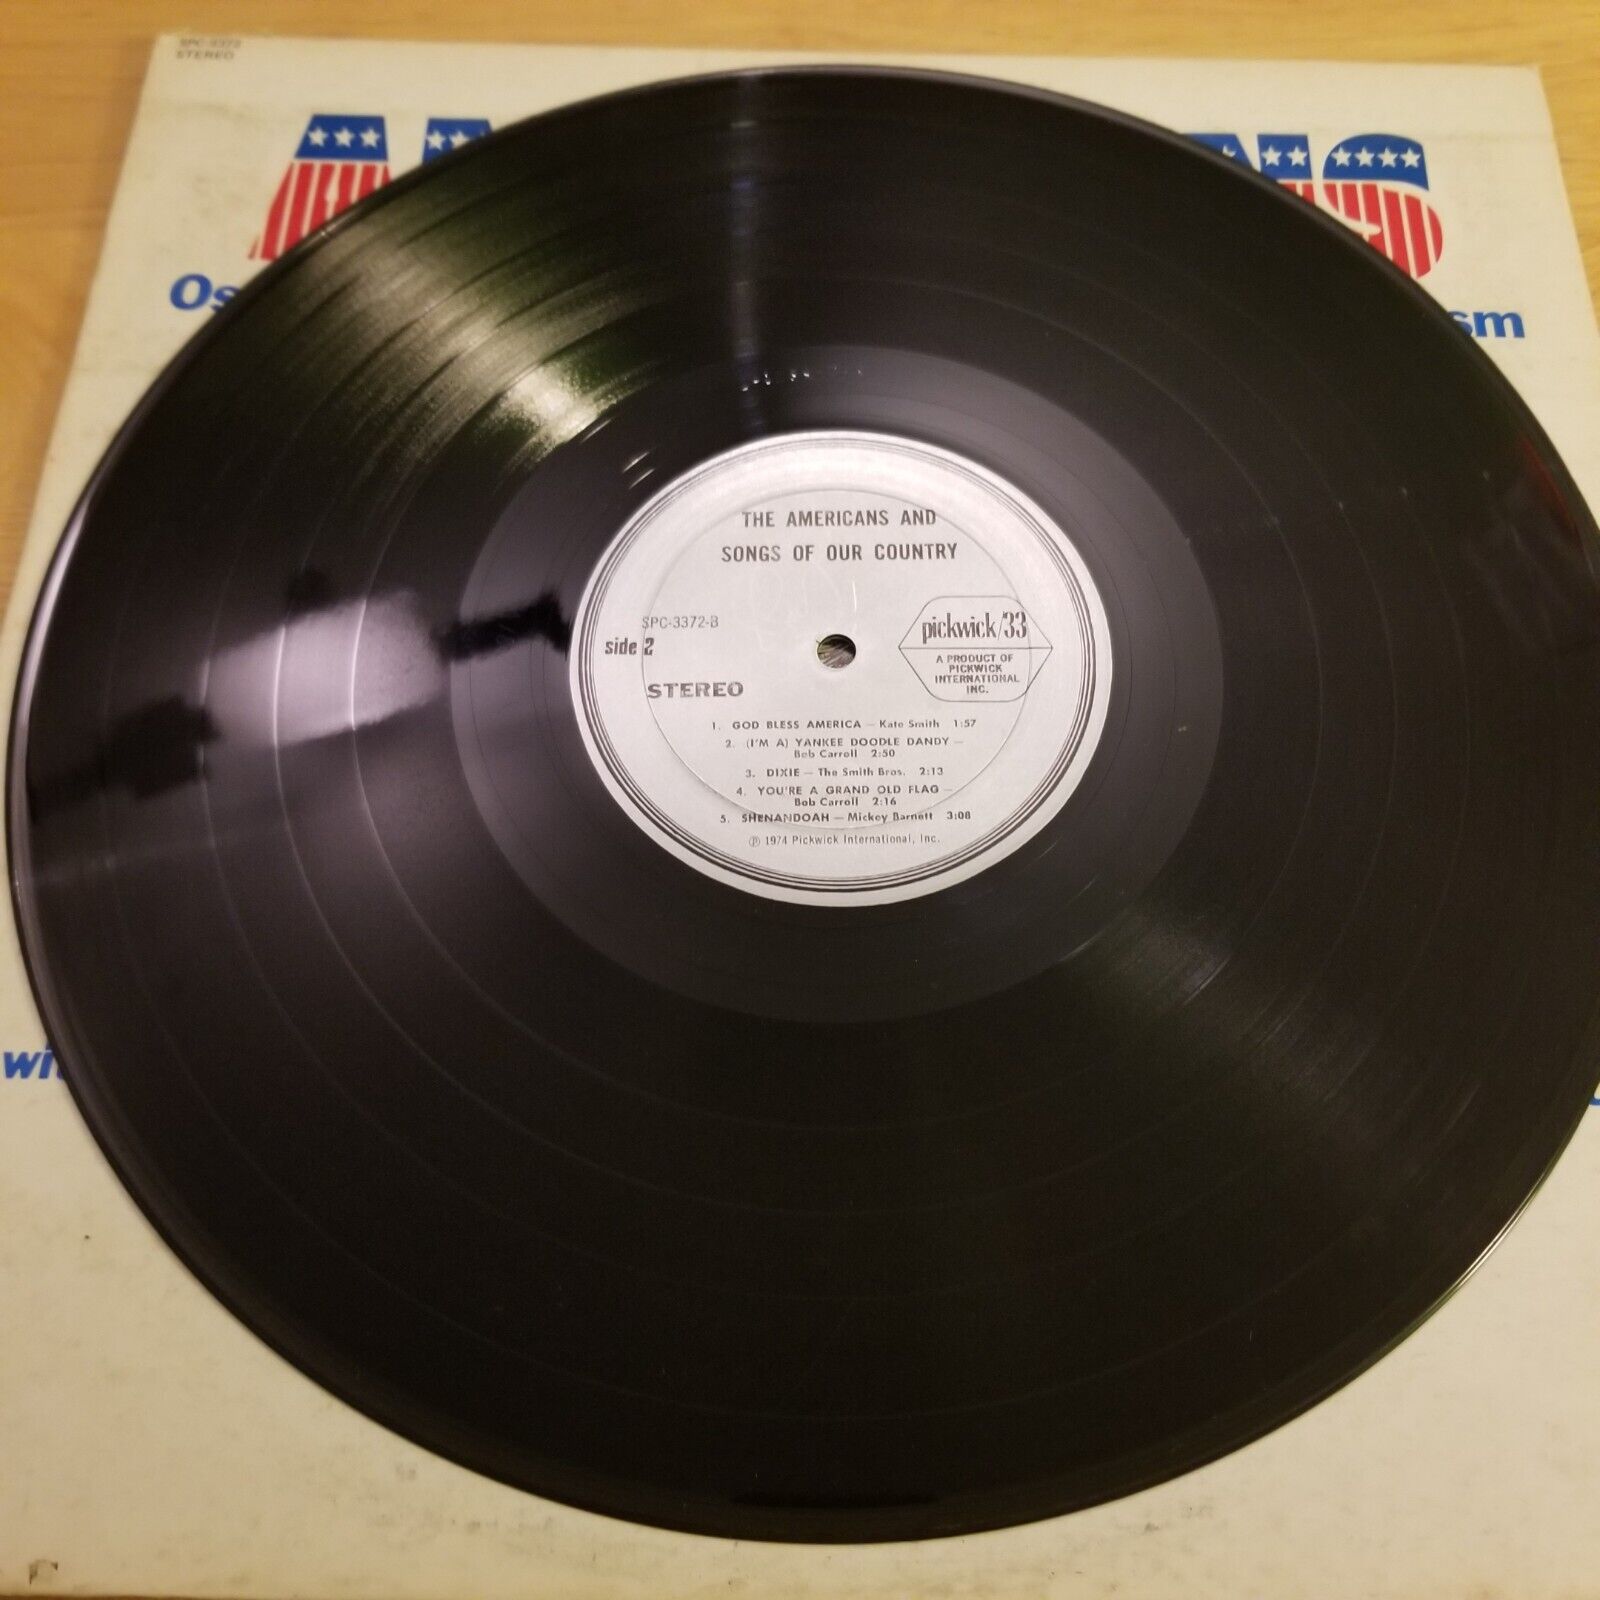 SPC-3372
STEREO
THE AMERICANS AND
SONGS OF OUR COUNTRY
SPC-3372-B
side 2
STEREO
pickwick/33
A PRODUCT OF
PICKWICK
INTERNATIONAL
INC.
1. GOD BLESS AMERICA — Kate Smith 1:57
2. (I'M A) YANKEE DOODLE DANDY —
Bob Carroll 2:50
3. DIXIE — The Smith Bros. 2:13
4. YOU'RE A GRAND OLD FLAG —
Bob Carroll 2:16
5. SHENANDOAH — Mickey Barnett 3:08
℗ 1974 Pickwick International, Inc.